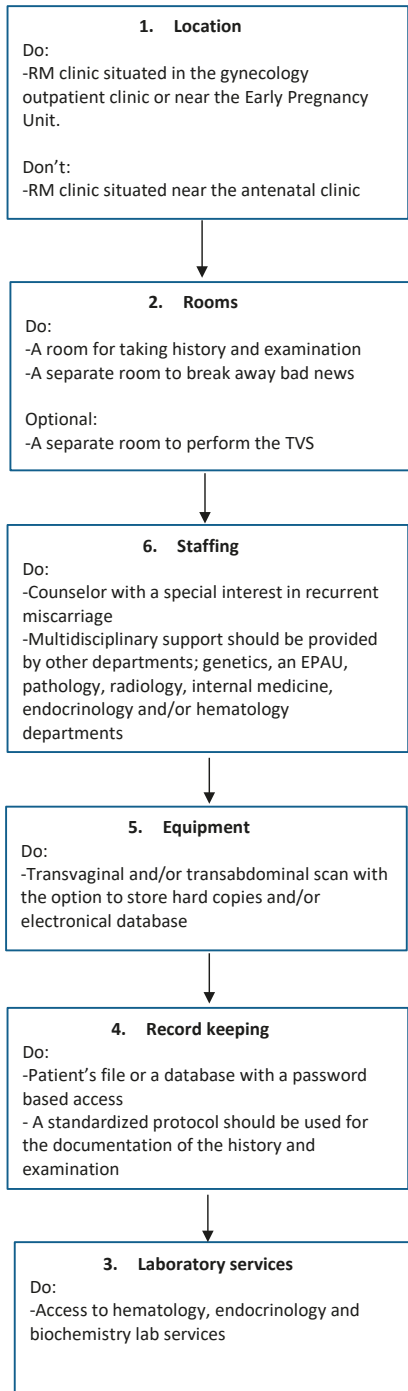 1. Location
Do:
-RM clinic situated in the gynecology
outpatient clinic or near the Early Pregnancy
Unit.
Don’t:
-RM clinic situated near the antenatal clinic
2. Rooms
Do:
-A room for taking history and examination
-A separate room to break away bad news
Optional:
-A separate room to perform the TVS
6. Staffing
Do:
-Counselor with a special interest in recurrent
miscarriage
-Multidisciplinary support should be provided
by other departments; genetics, an EPAU,
pathology, radiology, internal medicine,
endocrinology and/or hematology
departments
5. Equipment
Do:
-Transvaginal and/or transabdominal scan with
the option to store hard copies and/or
electronical database
4. Record keeping
Do:
-Patient’s file or a database with a password
based access
- A standardized protocol should be used for
the documentation of the history and
examination
3. Laboratory services
Do:
-Access to hematology, endocrinology and
biochemistry lab services